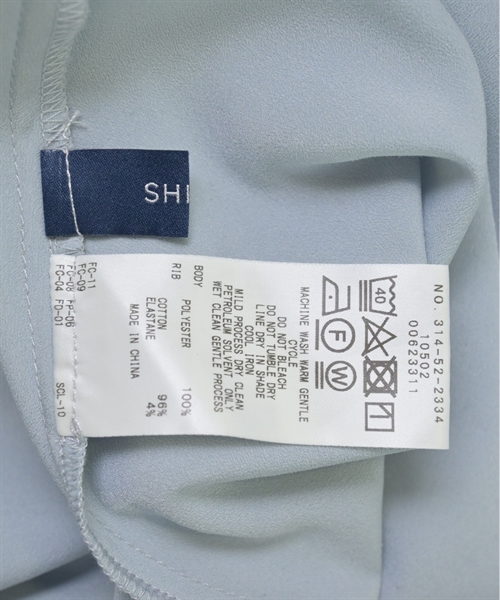 SHI
NO. 314-52-2334
10502
00623311
40
F W
MACHINE WASH WARM GENTLE
CYCLE
DO NOT BLEACH
DO NOT TUMBLE DRY
LINE DRY IN SHADE
COOL IRON
MILD PROCESS DRY CLEAN
PETROLEUM SOLVENT ONLY
WET CLEAN GENTLE PROCESS
BODY
POLYESTER 100%
RIB
COTTON 96%
ELASTANE 4%
MADE IN CHINA
FC-11
FC-09
FC-08 FP-06
FC-04 FD-01
SCL-10